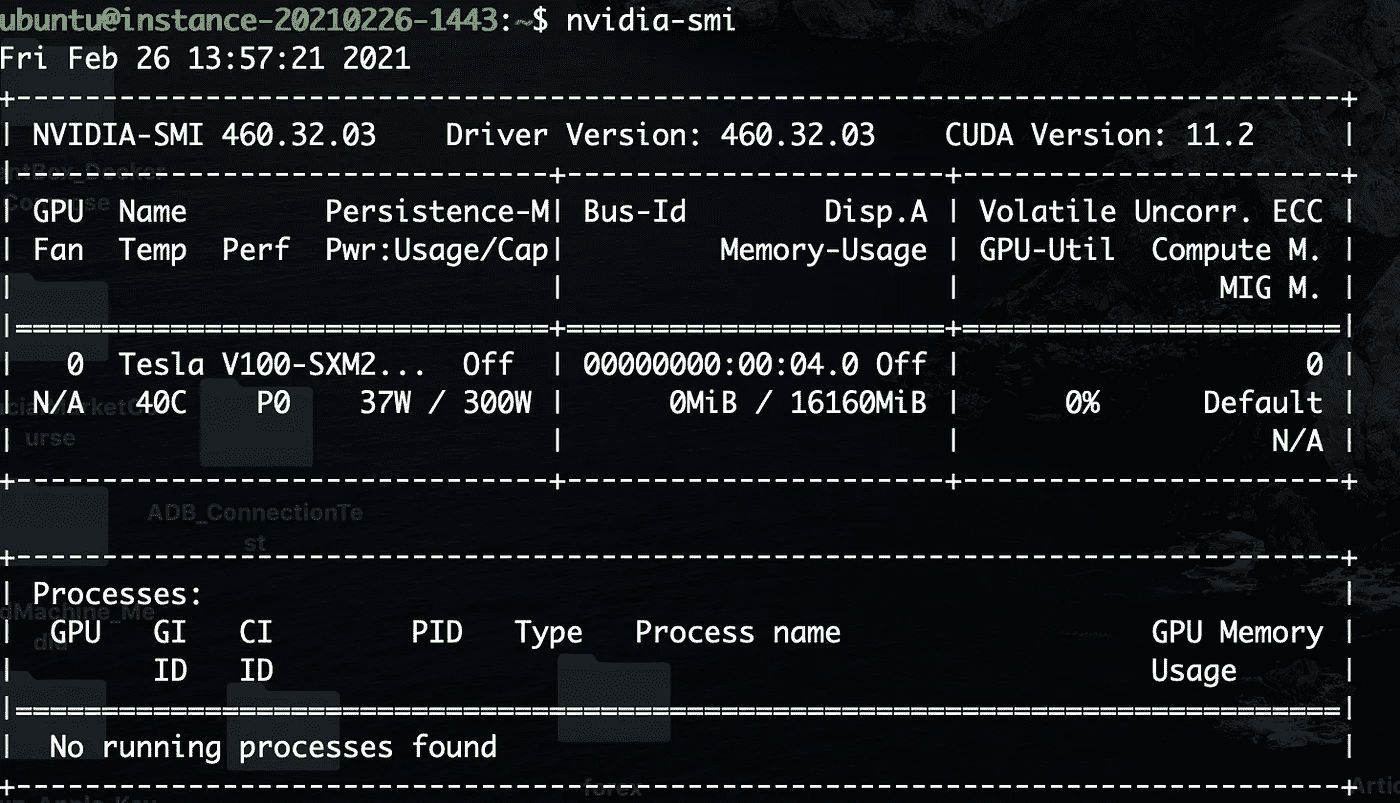 ubuntu@instance-20210226-1443:~$ nvidia-smi
Fri Feb 26 13:57:21 2021
+-----------------------------------------------------------------------------+
| NVIDIA-SMI 460.32.03    Driver Version: 460.32.03    CUDA Version: 11.2     |
|-------------------------------+----------------------+----------------------+
| GPU  Name        Persistence-M| Bus-Id        Disp.A | Volatile Uncorr. ECC |
| Fan  Temp  Perf  Pwr:Usage/Cap|         Memory-Usage | GPU-Util  Compute M. |
|                               |                      |               MIG M. |
|===============================+======================+======================|
|   0  Tesla V100-SXM2...  Off  | 00000000:00:04.0 Off |                    0 |
| N/A   40C    P0    37W / 300W |      0MiB / 16160MiB |      0%      Default |
|                               |                      |                  N/A |
+-------------------------------+----------------------+----------------------+
ADB_ConnectionTe
st
+-----------------------------------------------------------------------------+
| Processes:                                                                  |
|  GPU   GI   CI        PID   Type   Process name                  GPU Memory |
|        ID   ID                                                   Usage      |
|=============================================================================|
|  No running processes found                                                 |
+-----------------------------------------------------------------------------+
forex